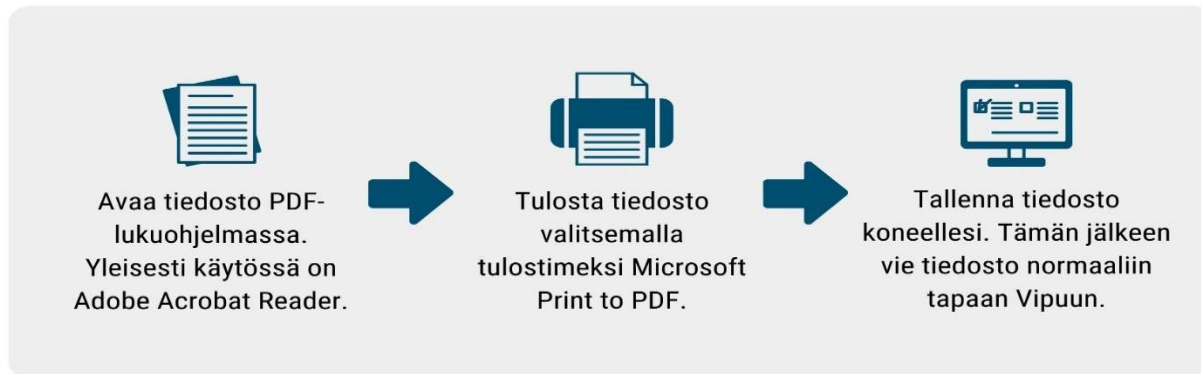 Avaa tiedosto PDF-
lukuohjelmassa.
Yleisesti käytössä on
Adobe Acrobat Reader.
Tulosta tiedosto
valitsemalla
tulostimeksi Microsoft
Print to PDF.
Tallenna tiedosto
koneellesi. Tämän jälkeen
vie tiedosto normaaliin
tapaan Vipuun.